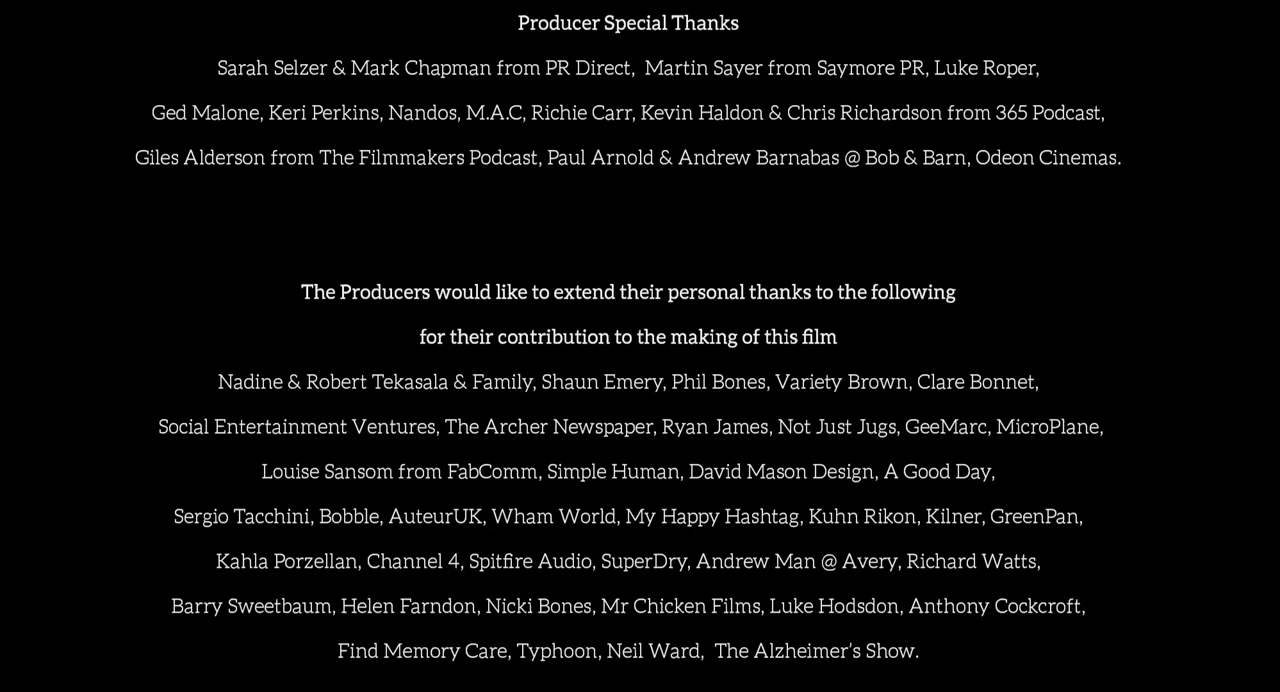 Producer Special Thanks
Sarah Selzer & Mark Chapman from PR Direct,  Martin Sayer from Saymore PR, Luke Roper,
Ged Malone, Keri Perkins, Nandos, M.A.C, Richie Carr, Kevin Haldon & Chris Richardson from 365 Podcast,
Giles Alderson from The Filmmakers Podcast, Paul Arnold & Andrew Barnabas @ Bob & Barn, Odeon Cinemas.
The Producers would like to extend their personal thanks to the following
for their contribution to the making of this film
Nadine & Robert Tekasala & Family, Shaun Emery, Phil Bones, Variety Brown, Clare Bonnet,
Social Entertainment Ventures, The Archer Newspaper, Ryan James, Not Just Jugs, GeeMarc, MicroPlane,
Louise Sansom from FabComm, Simple Human, David Mason Design, A Good Day,
Sergio Tacchini, Bobble, AuteurUK, Wham World, My Happy Hashtag, Kuhn Rikon, Kilner, GreenPan,
Kahla Porzellan, Channel 4, Spitfire Audio, SuperDry, Andrew Man @ Avery, Richard Watts,
Barry Sweetbaum, Helen Farndon, Nicki Bones, Mr Chicken Films, Luke Hodsdon, Anthony Cockcroft,
Find Memory Care, Typhoon, Neil Ward,  The Alzheimer's Show.